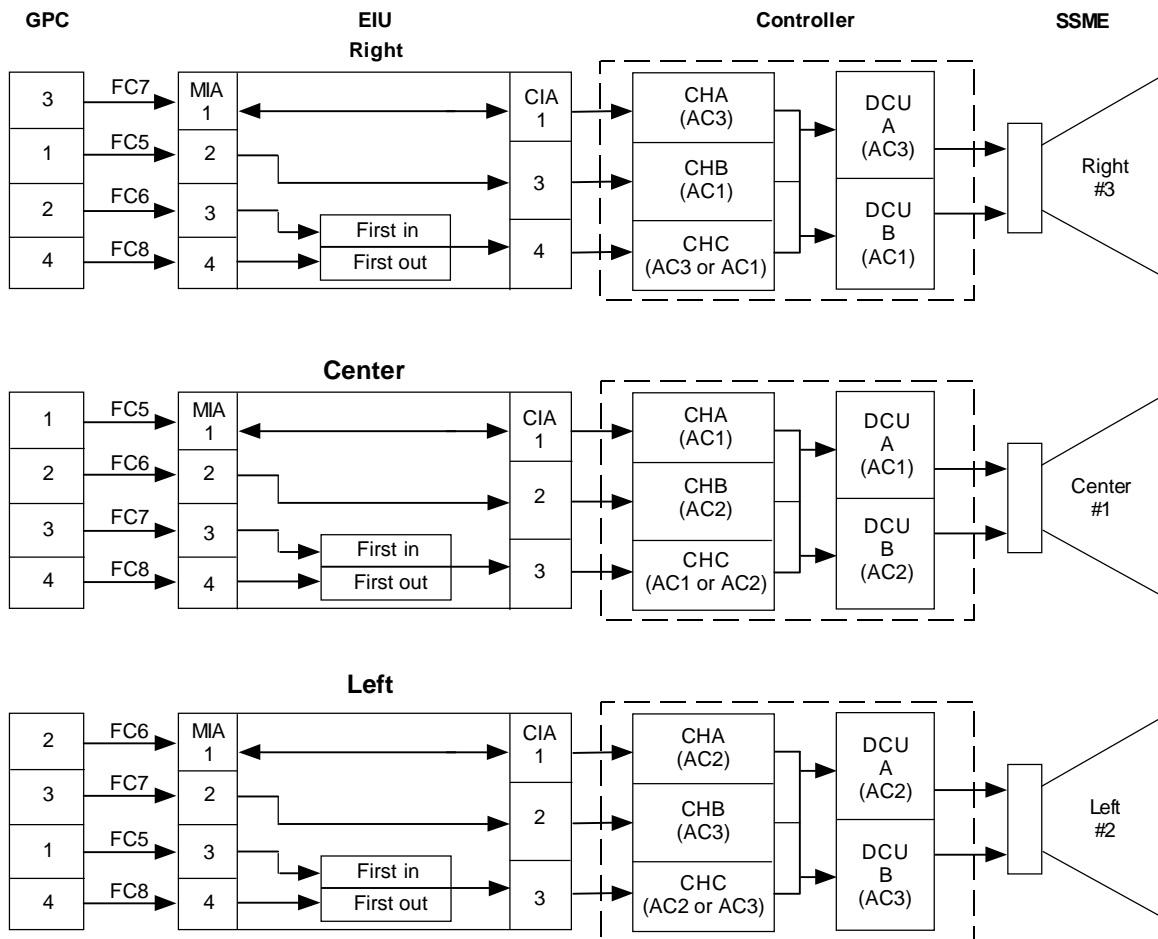 GPC
EIU
Controller
SSME
Right
3
FC7
MIA
1
CIA
1
CHA
(AC3)
DCU
A
(AC3)
1
FC5
2
3
CHB
(AC1)
Right
#3
2
FC6
3
First in
First out
4
FC8
4
4
CHC
(AC3 or AC1)
DCU
B
(AC1)
Center
1
FC5
MIA
1
CIA
1
CHA
(AC1)
DCU
A
(AC1)
2
FC6
2
2
CHB
(AC2)
Center
#1
3
FC7
3
First in
First out
4
FC8
4
3
CHC
(AC1 or AC2)
DCU
B
(AC2)
Left
2
FC6
MIA
1
CIA
1
CHA
(AC2)
DCU
A
(AC2)
3
FC7
2
2
CHB
(AC3)
Left
#2
1
FC5
3
First in
First out
4
FC8
4
3
CHC
(AC2 or AC3)
DCU
B
(AC3)